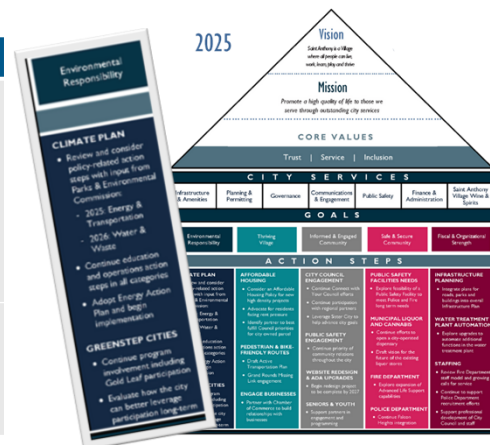 2025
Vision
Saint Anthony is a Village
where all people can live,
work, learn, play and thrive
Mission
Promote a high quality of life to those we
serve through outstanding city services
CORE VALUES
Trust | Service | Inclusion
CITY SERVICES
Infrastructure
& Amenities
Planning &
Permitting
Governance
Communications
& Engagement
Public Safety
Finance &
Administration
Saint Anthony
Village Wine &
Spirits
GOALS
Environmental
Responsibility
Thriving
Village
Informed & Engaged
Community
Safe & Secure
Community
Fiscal & Organizational
Strength
ACTION STEPS
Environmental
Responsibility
CLIMATE PLAN
• Review and consider
policy-related action
steps with input from
Parks & Environmental
Commission:
- 2025: Energy &
Transportation
- 2026: Water &
Waste
• Continue education
and operations action
steps in all categories
• Adopt Energy Action
Plan and begin
implementation
GREENSTEP CITIES
• Continue program
involvement including
Gold Leaf participation
• Evaluate how the city
can better leverage
participation long-term
AFFORDABLE
HOUSING
• Consider an Affordable
Housing Policy for new
high density projects
• Advocate for residents
facing rent pressure
• Identify partner to best
fulfill Council priorities
for city owned parcel
PEDESTRIAN & BIKE-
FRIENDLY ROUTES
• Draft Active
Transportation Plan
• Grand Rounds Missing
Link engagement
ENGAGE BUSINESSES
• Partner with Chamber
of Commerce to build
relationships with
businesses
CITY COUNCIL
ENGAGEMENT
• Continue Connect with
Your Council efforts
• Continue participation
with regional partners
• Leverage Sister City to
help advance city goals
PUBLIC SAFETY
ENGAGEMENT
• Continue priority of
community relations
throughout the city
WEBSITE REDESIGN
& ADA UPGRADES
• Begin redesign project
to be complete by 2027
SENIORS & YOUTH
• Support partners in
engagement and
programming
PUBLIC SAFETY
FACILITIES NEEDS
• Explore feasibility of a
Public Safety Facility to
meet Police and Fire
long term needs
MUNICIPAL LIQUOR
AND CANNABIS
• Continue efforts to
open a city-operated
dispensary
• Draft vision for the
future of the existing
liquor stores
FIRE DEPARTMENT
• Explore expansion of
Advanced Life Support
capabilities
POLICE DEPARTMENT
• Continue Falcon
Heights integration
INFRASTRUCTURE
PLANNING
• Integrate plans for
roads, parks and
buildings into overall
Infrastructure Plan
WATER TREATMENT
PLANT AUTOMATION
• Explore upgrades to
automate additional
functions in the water
treatment plant
STAFFING
• Review Fire Department
staff model and growing
calls for service
• Continue to support
Police Department
recruitment efforts
• Support professional
development of City
Council and staff